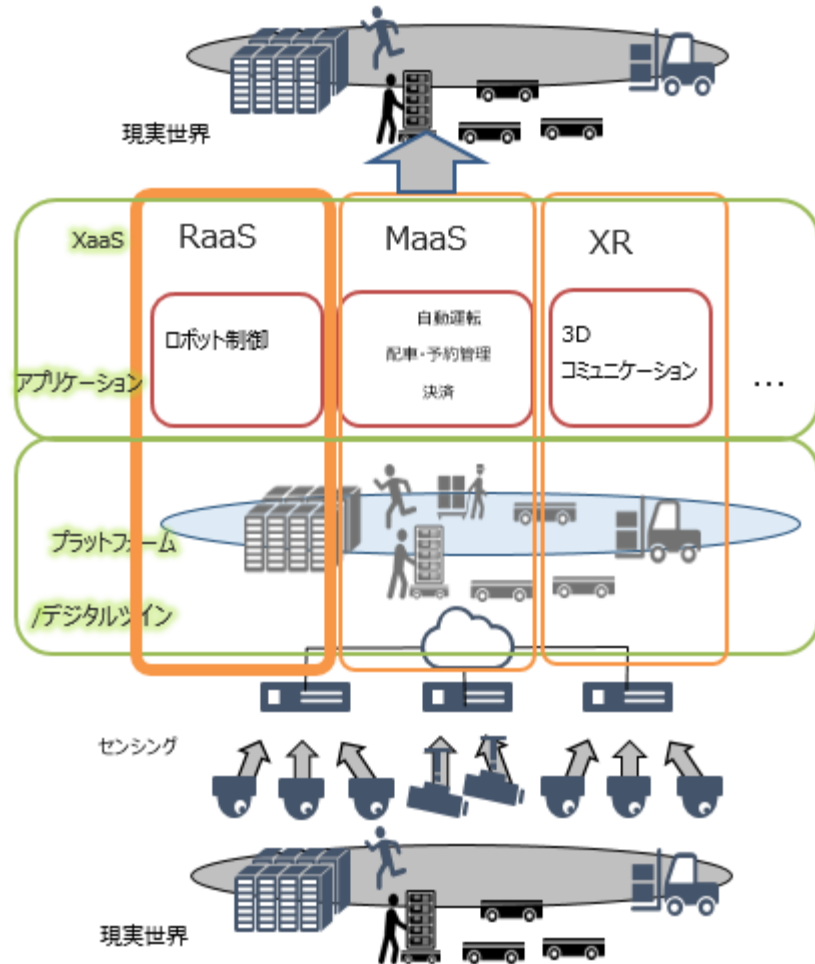 現実世界
XaaS
RaaS
MaaS
XR
ロボット制御
自動運転
配車・予約管理
決済
3D
コミュニケーション
アプリケーション
...
プラットフォーム
/デジタルツイン
センシング
現実世界